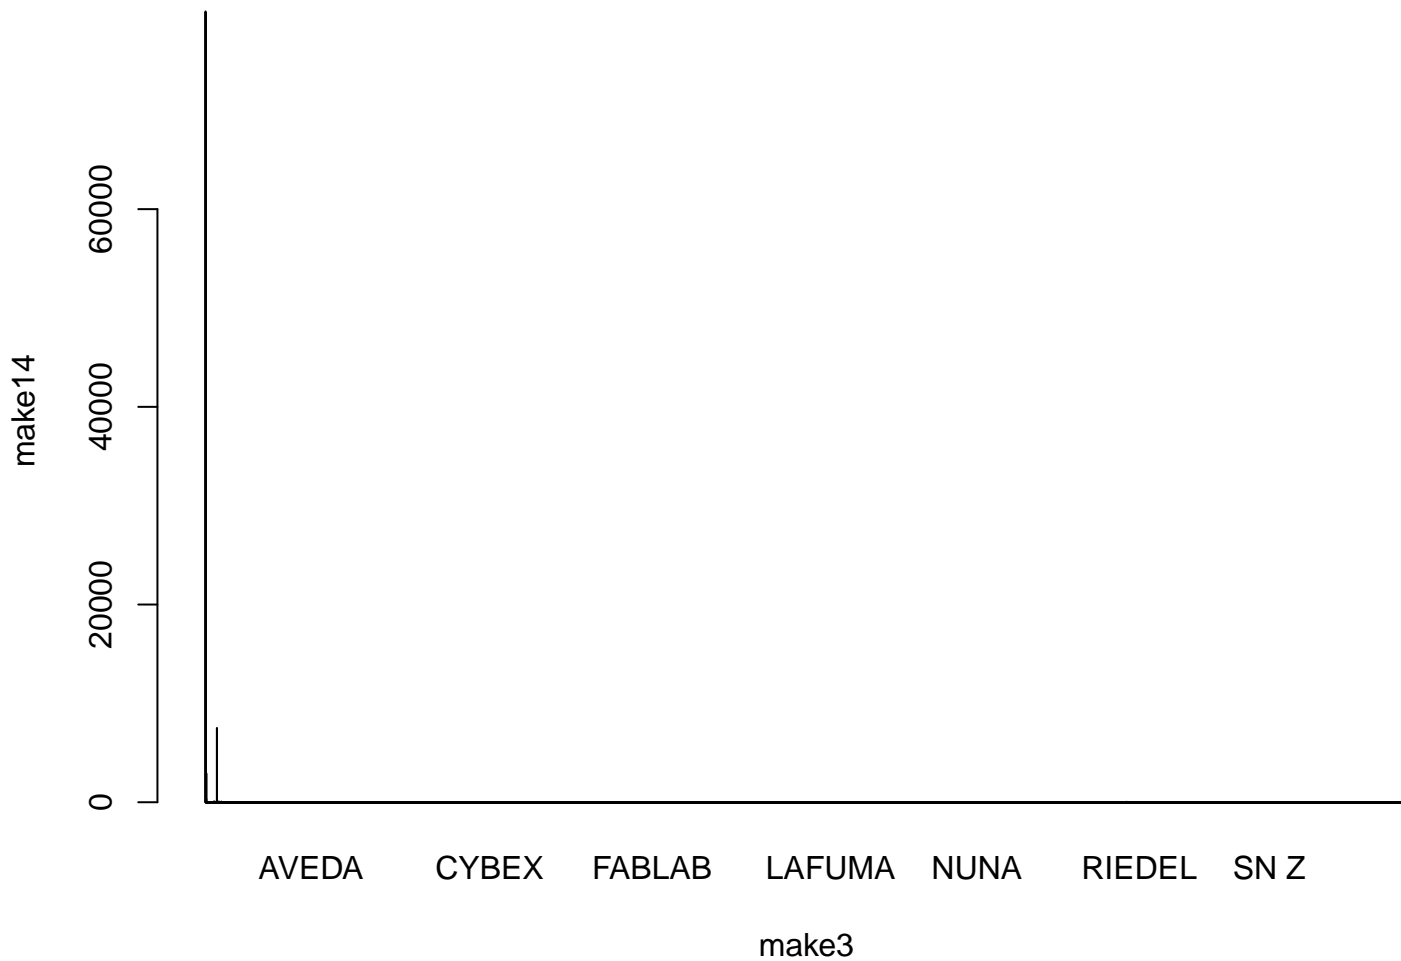 make14
60000
40000
20000
0
AVEDA CYBEX FABLAB LAFUMA NUNA RIEDEL SN Z
make3